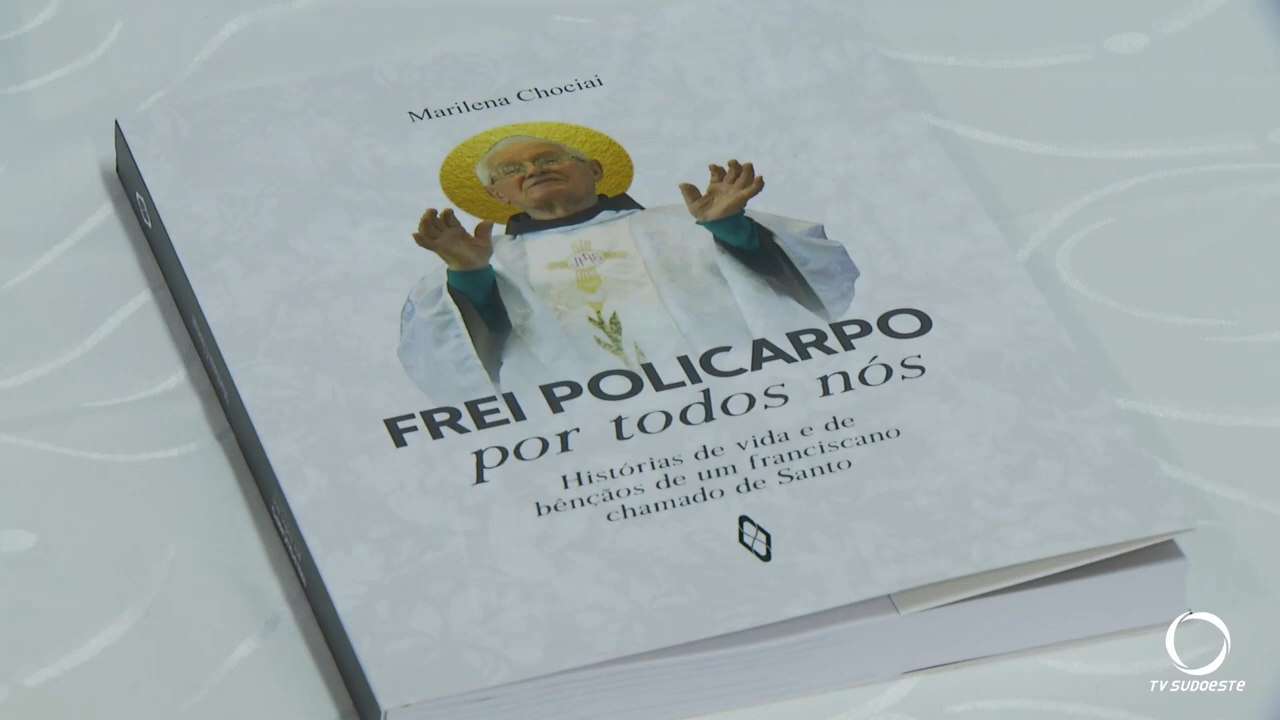 Marilena Chociai
JHS
FREI POLICARPO
por todos nós
Histórias de vida e de
bênçãos de um franciscano
chamado de Santo
TV SUDOESTE